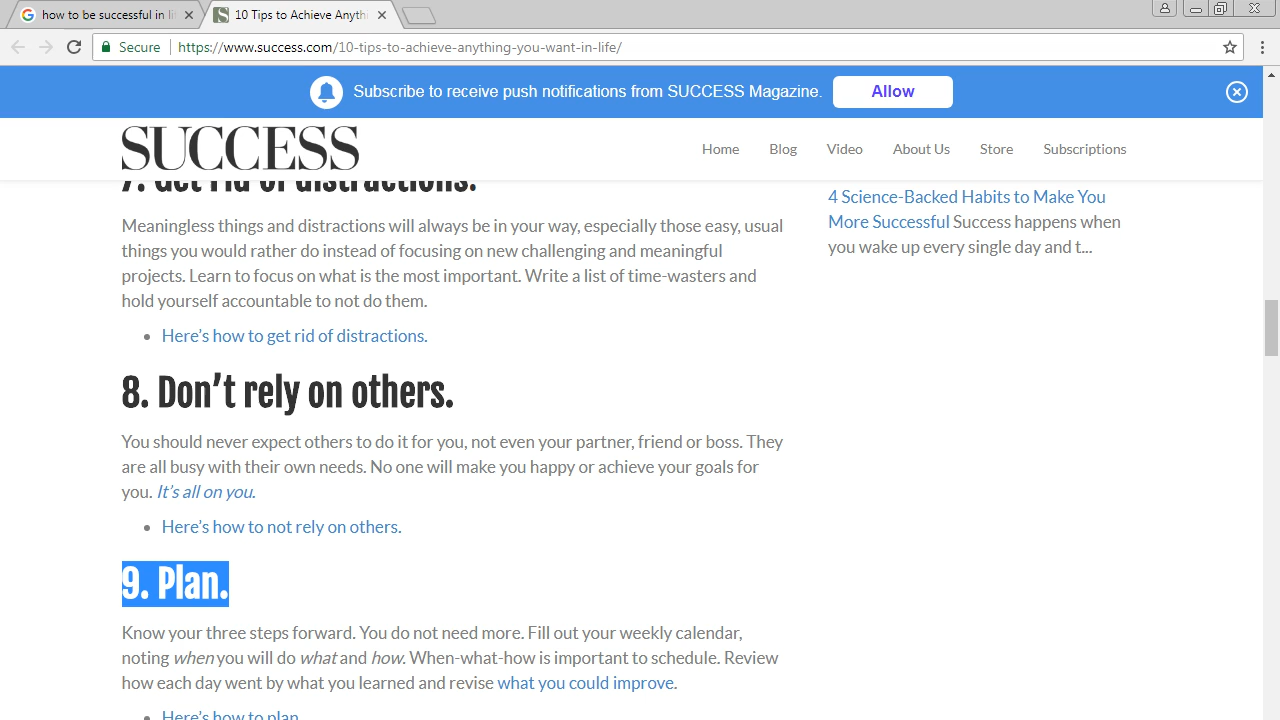 how to be successful in li
10 Tips to Achieve Anyth
Secure
https://www.success.com/10-tips-to-achieve-anything-you-want-in-life/
Subscribe to receive push notifications from SUCCESS Magazine.
Allow
SUCCESS
Home
Blog
Video
About Us
Store
Subscriptions
7. Get rid of distractions.
Meaningless things and distractions will always be in your way, especially those easy, usual
things you would rather do instead of focusing on new challenging and meaningful
projects. Learn to focus on what is the most important. Write a list of time-wasters and
hold yourself accountable to not do them.
• Here’s how to get rid of distractions.
8. Don’t rely on others.
You should never expect others to do it for you, not even your partner, friend or boss. They
are all busy with their own needs. No one will make you happy or achieve your goals for
you. It’s all on you.
• Here’s how to not rely on others.
9. Plan.
Know your three steps forward. You do not need more. Fill out your weekly calendar,
noting when you will do what and how. When-what-how is important to schedule. Review
how each day went by what you learned and revise what you could improve.
• Here’s how to plan
4 Science-Backed Habits to Make You
More Successful Success happens when
you wake up every single day and t...